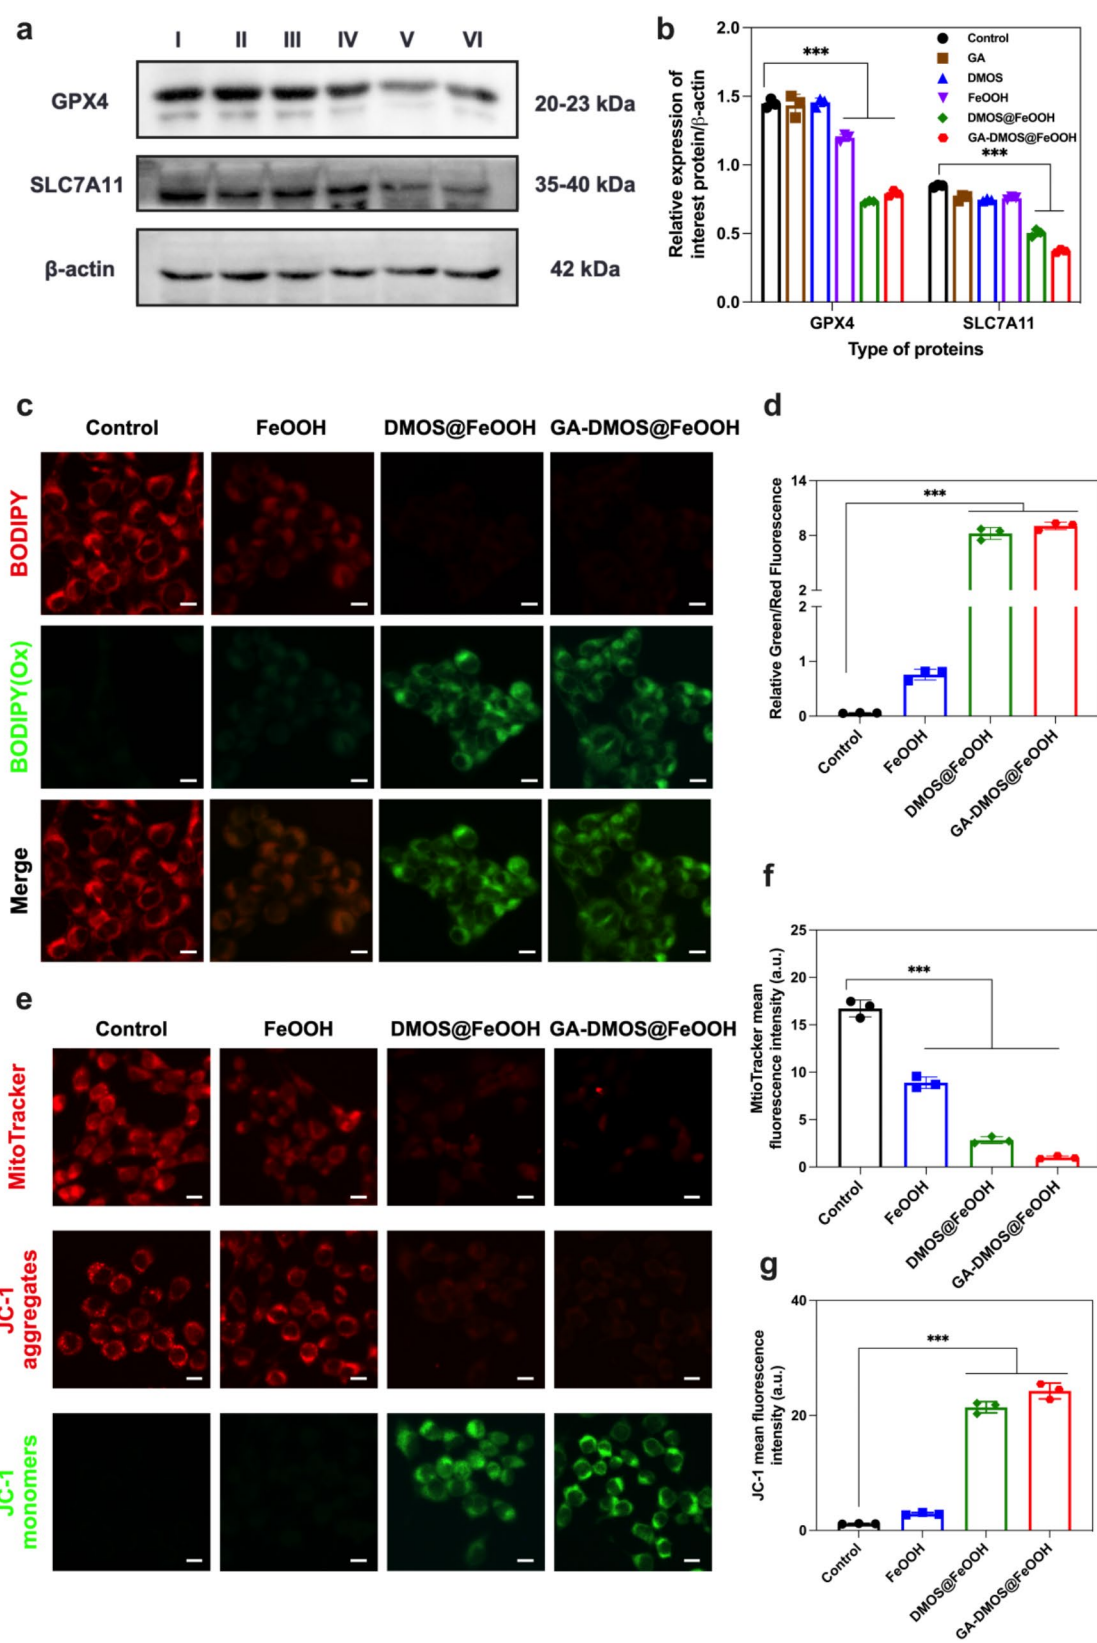 a
I II III IV V VI
GPX4
20-23 kDa
SLC7A11
35-40 kDa
β-actin
42 kDa
b
Relative expression of
interest protein/β-actin
2.0
1.5
1.0
0.5
0.0
***
***
Control
GA
DMOS
FeOOH
DMOS@FeOOH
GA-DMOS@FeOOH
GPX4
SLC7A11
Type of proteins
c
Control
FeOOH
DMOS@FeOOH
GA-DMOS@FeOOH
BODIPY
BODIPY(Ox)
Merge
d
Relative Green/Red Fluorescence
14
8
2
2
1
0
***
Control
FeOOH
DMOS@FeOOH
GA-DMOS@FeOOH
e
Control
FeOOH
DMOS@FeOOH
GA-DMOS@FeOOH
MitoTracker
JC-1
aggregates
JC-1
monomers
f
MtioTracker mean
fluorescence intensity (a.u.)
25
20
15
10
5
0
***
Control
FeOOH
DMOS@FeOOH
GA-DMOS@FeOOH
g
JC-1 mean fluorescence
intensity (a.u.)
40
20
0
***
Control
FeOOH
DMOS@FeOOH
GA-DMOS@FeOOH